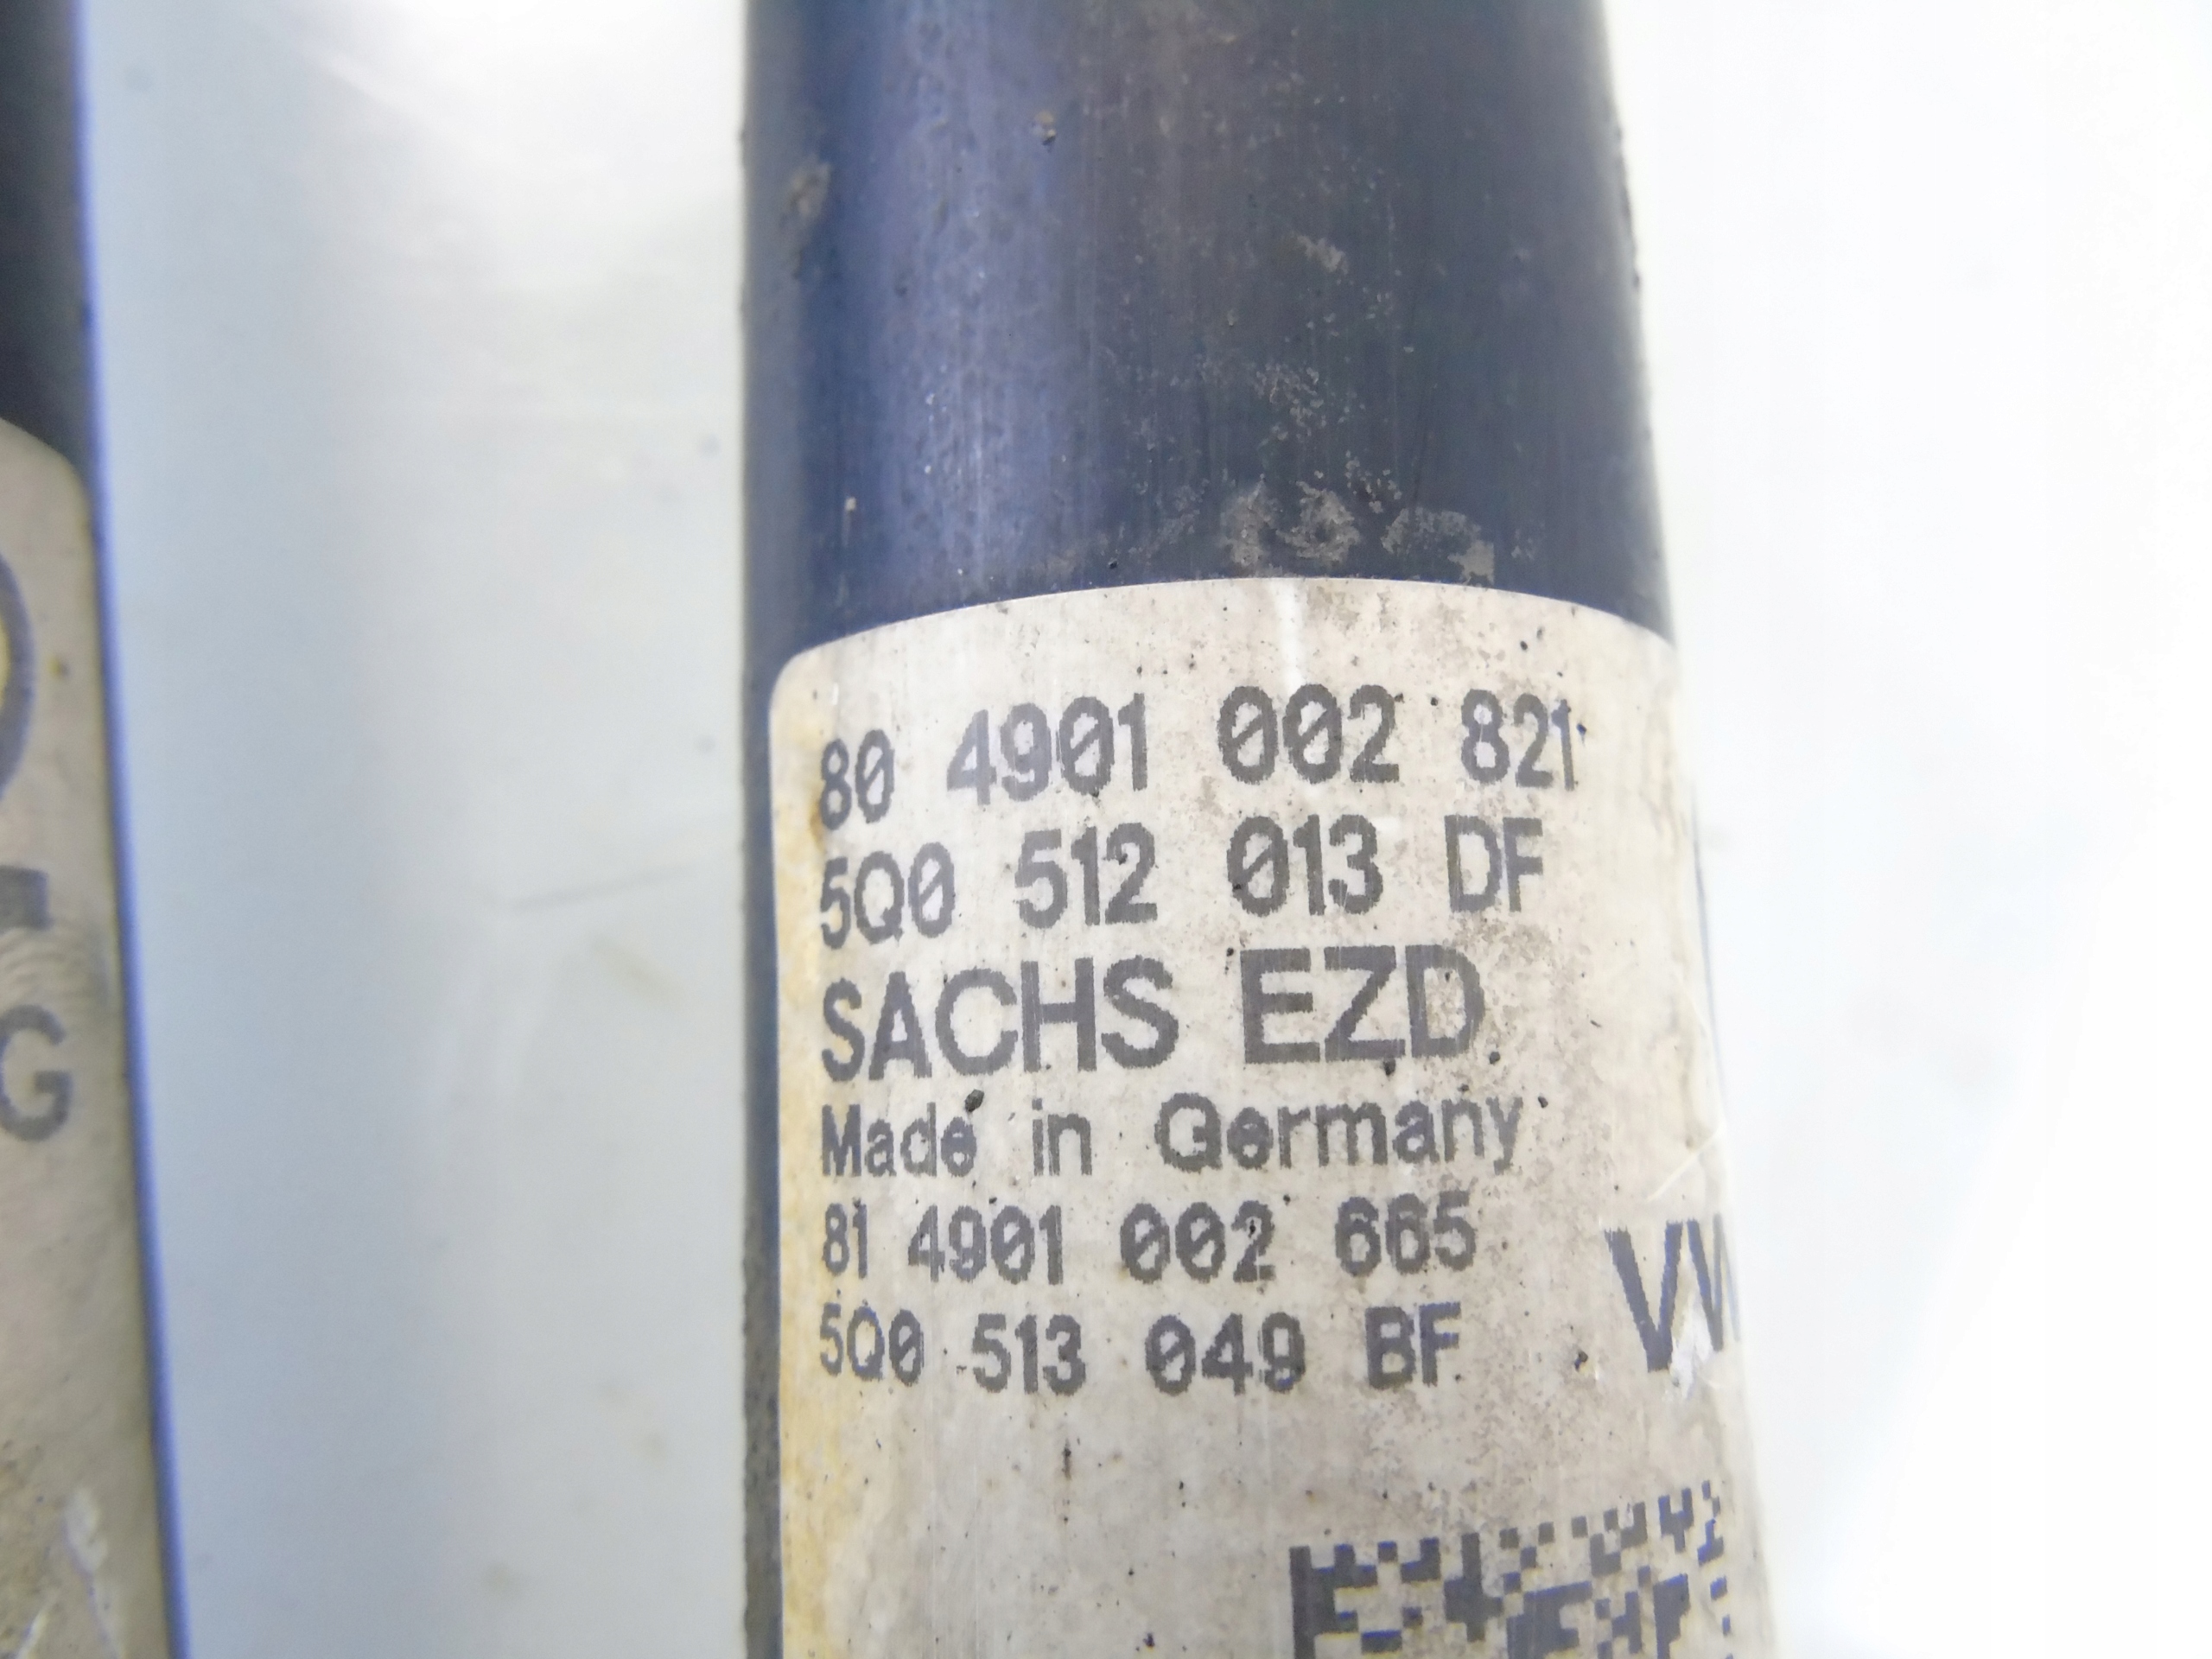 80 4901 002 821
5Q0 512 013 DF
SACHS EZD
Made in Germany
81 4901 002 665
5Q0 513 049 BF
VW
G